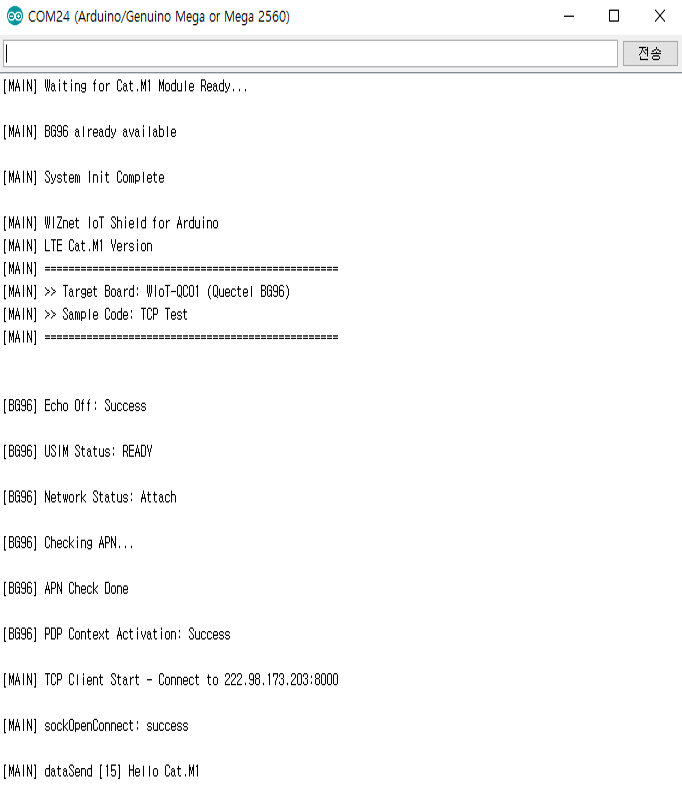 COM24 (Arduino/Genuino Mega or Mega 2560)
전송
[MAIN] Waiting for Cat.M1 Module Ready...
[MAIN] BG96 already available
[MAIN] System Init Complete
[MAIN] WIZnet IoT Shield for Arduino
[MAIN] LTE Cat.M1 Version
[MAIN] =================================================
[MAIN] >> Target Board: WIoT-QC01 (Quectel BG96)
[MAIN] >> Sample Code: TCP Test
[MAIN] =================================================
[BG96] Echo Off: Success
[BG96] USIM Status: READY
[BG96] Network Status: Attach
[BG96] Checking APN...
[BG96] APN Check Done
[BG96] PDP Context Activation: Success
[MAIN] TCP Client Start - Connect to 222.98.173.203:8000
[MAIN] sockOpenConnect: success
[MAIN] dataSend [15] Hello Cat.M1